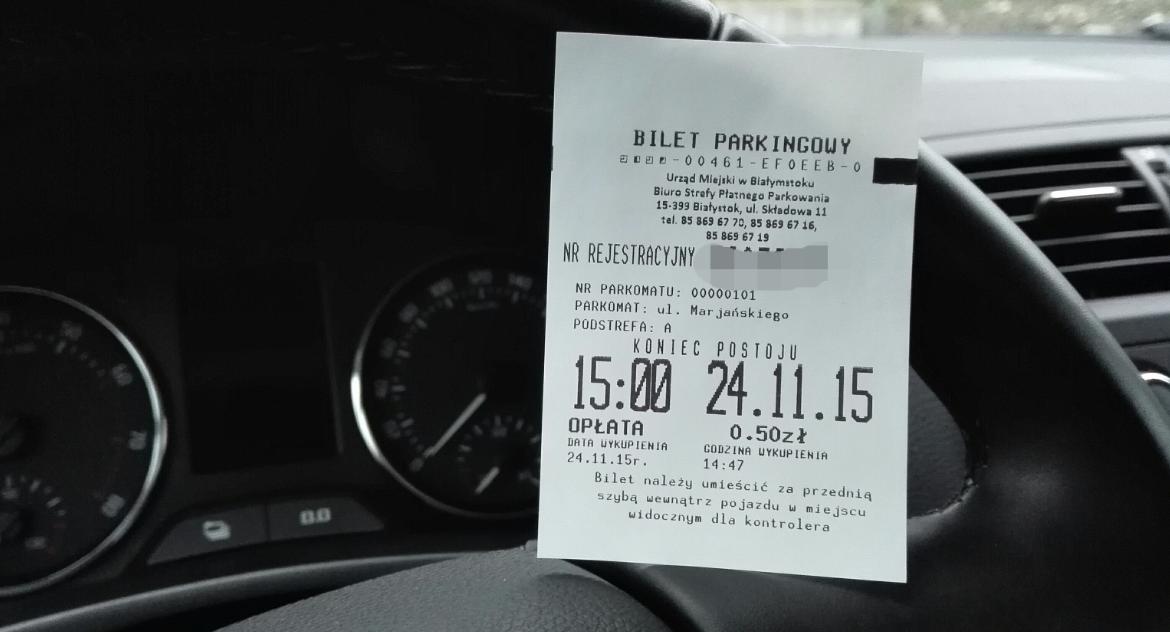 BILET PARKINGOWY
-00461-EF0EEB-0
Urząd Miejski w Białymstoku
Biuro Strefy Płatnego Parkowania
15-399 Białystok, ul. Składowa 11
tel. 85 869 67 70, 85 869 67 16,
85 869 67 19
NR REJESTRACYJNY
NR PARKOMATU: 00000101
PARKOMAT: ul. Marjańskiego
PODSTREFA: A
KONIEC POSTOJU
15:00 24.11.15
OPŁATA 0.50zł
DATA WYKUPIENIA GODZINA WYKUPIENIA
24.11.15r. 14:47
Bilet należy umieścić za przednią
szybą wewnątrz pojazdu w miejscu
widocznym dla kontrolera
0.0